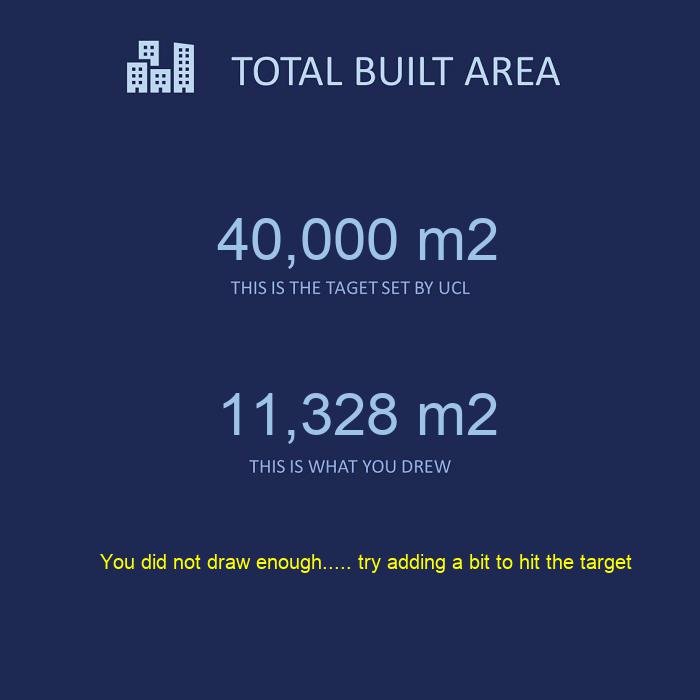 TOTAL BUILT AREA
40,000 m2
THIS IS THE TAGET SET BY UCL
11,328 m2
THIS IS WHAT YOU DREW
You did not draw enough..... try adding a bit to hit the target